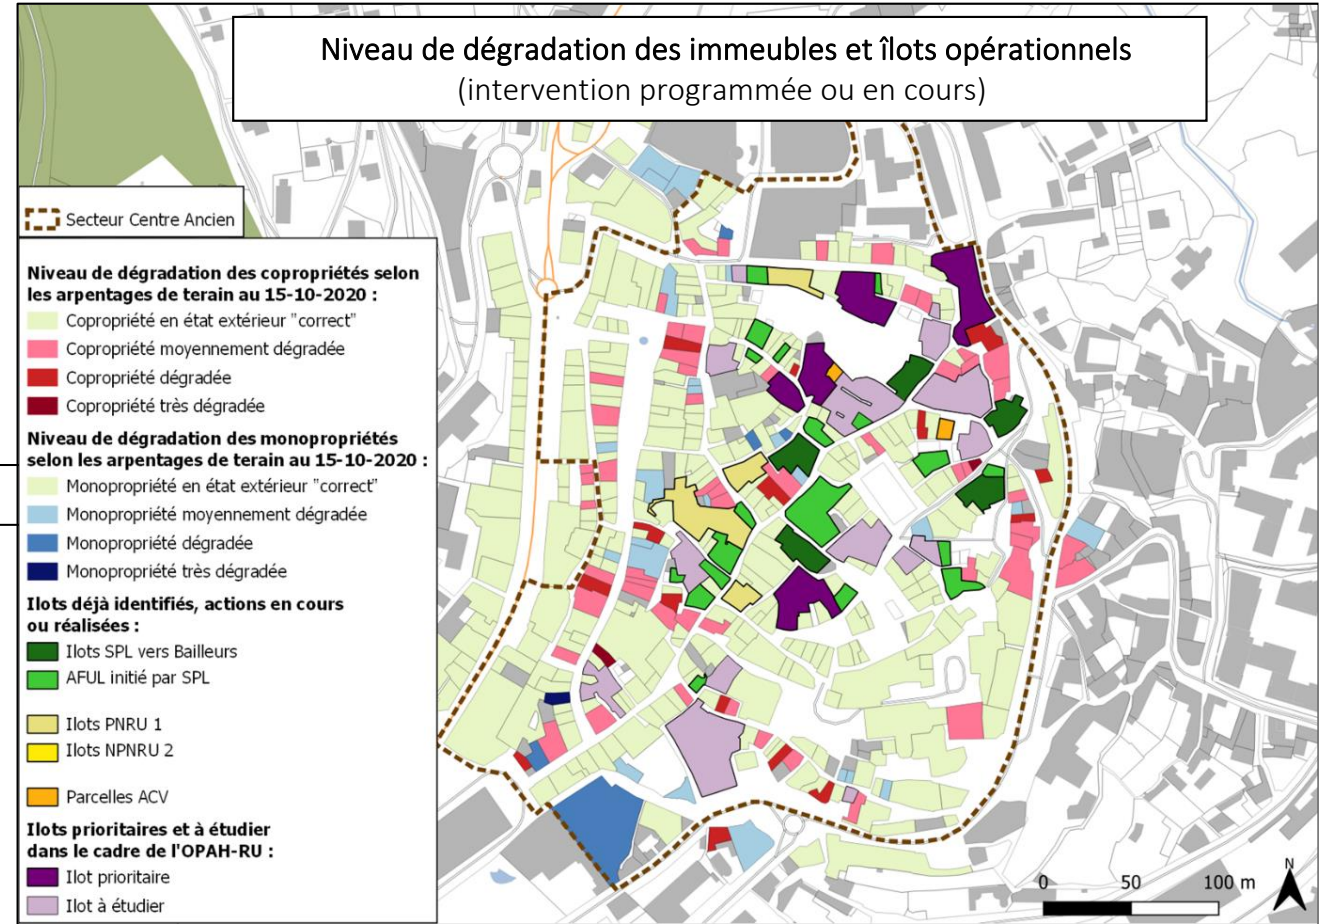 Niveau de dégradation des immeubles et îlots opérationnels
(intervention programmée ou en cours)
Secteur Centre Ancien
Niveau de dégradation des copropriétés selon
les arpentages de terain au 15-10-2020 :
Copropriété en état extérieur "correct"
Copropriété moyennement dégradée
Copropriété dégradée
Copropriété très dégradée
Niveau de dégradation des monopropriétés
selon les arpentages de terain au 15-10-2020 :
Monopropriété en état extérieur "correct"
Monopropriété moyennement dégradée
Monopropriété dégradée
Monopropriété très dégradée
Ilots déjà identifiés, actions en cours
ou réalisées :
Ilots SPL vers Bailleurs
AFUL initié par SPL
Ilots PNRU 1
Ilots NPNRU 2
Parcelles ACV
Ilots prioritaires et à étudier
dans le cadre de l'OPAH-RU :
Ilot prioritaire
Ilot à étudier
0 50 100 m
N